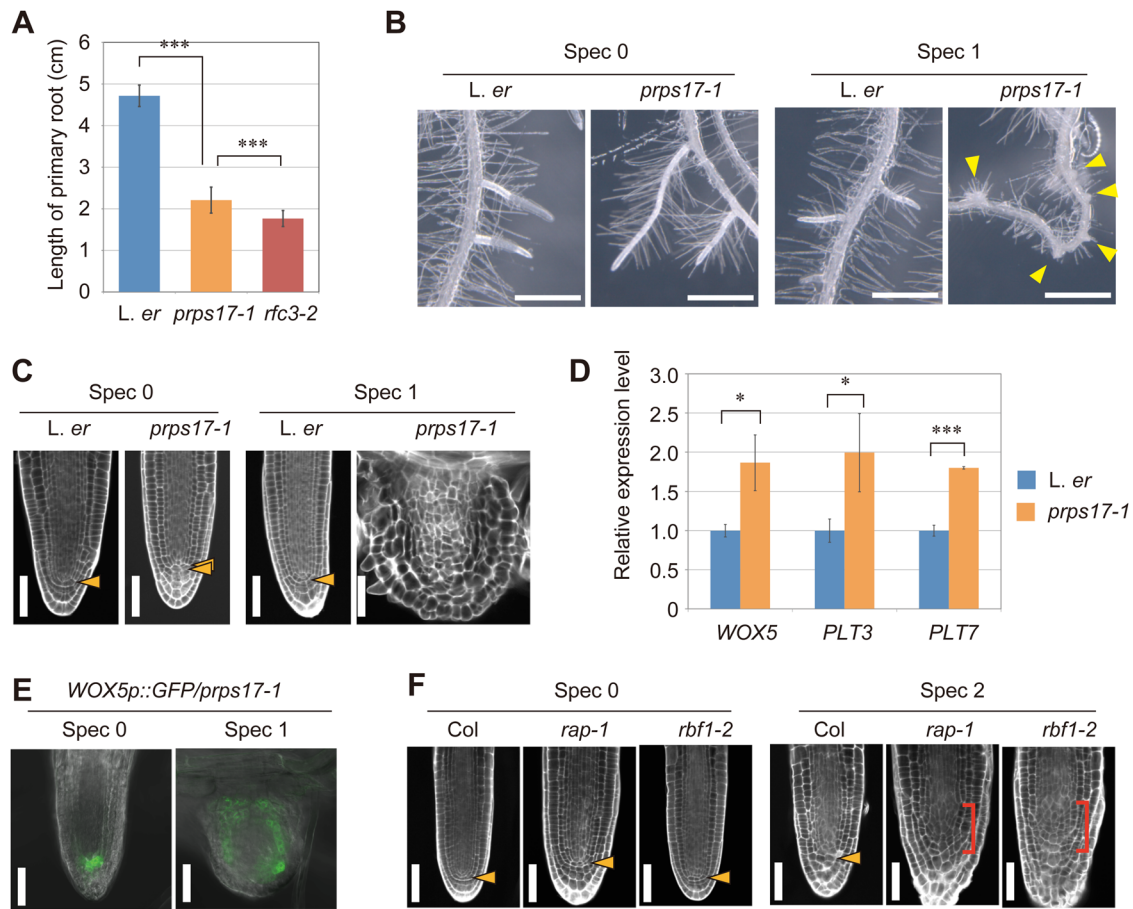 A
Length of primary root (cm)
6
5
4
3
2
1
0
***
***
L. er
prps17-1
rfc3-2
B
Spec 0
Spec 1
L. er
prps17-1
L. er
prps17-1
C
Spec 0
Spec 1
L. er
prps17-1
L. er
prps17-1
D
Relative expression level
3.0
2.5
2.0
1.5
1.0
0.5
0
*
*
***
WOX5
PLT3
PLT7
L. er
prps17-1
E
WOX5p::GFP/prps17-1
Spec 0
Spec 1
F
Spec 0
Spec 2
Col
rap-1
rbf1-2
Col
rap-1
rbf1-2